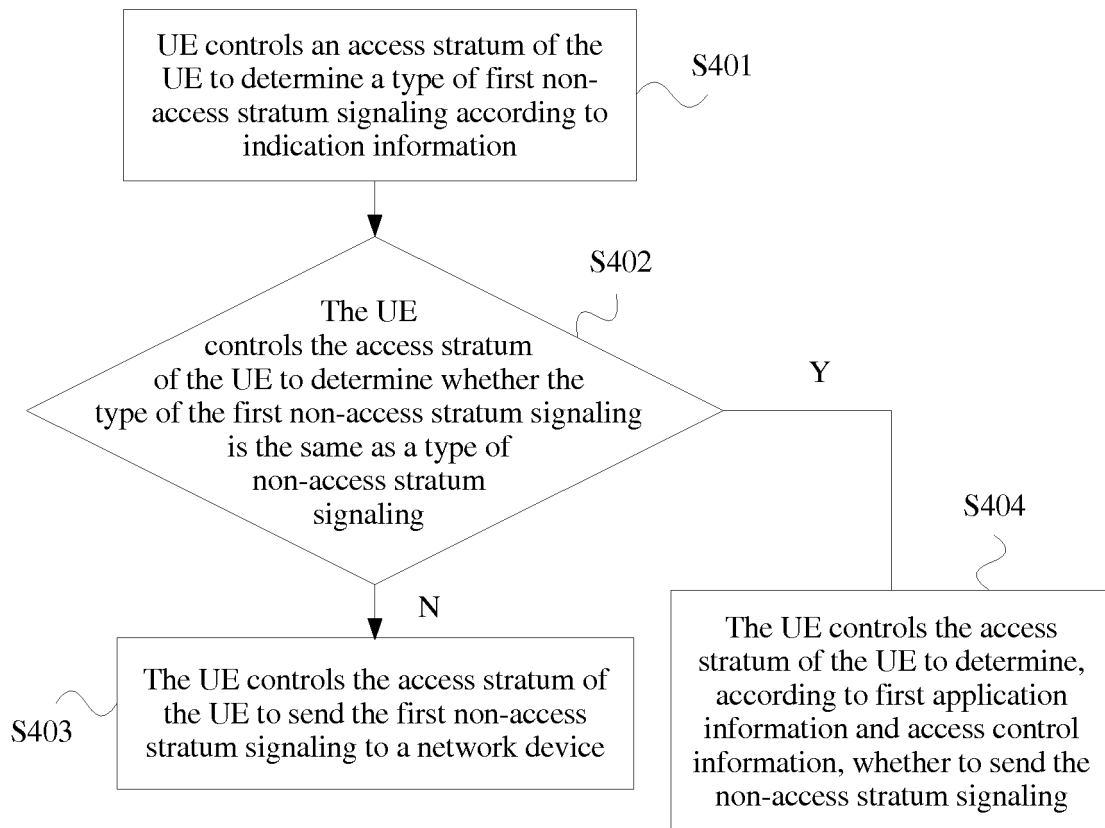 UE controls an access stratum of the
UE to determine a type of first non-
access stratum signaling according to
indication information
S401
S402
The UE
controls the access stratum
of the UE to determine whether the
type of the first non-access stratum signaling
is the same as a type of
non-access stratum
signaling
Y
N
S404
The UE controls the access stratum of
the UE to send the first non-access
stratum signaling to a network device
S403
The UE controls the access
stratum of the UE to determine,
according to first application
information and access control
information, whether to send the
non-access stratum signaling